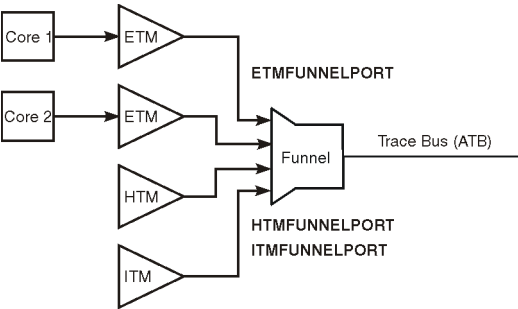 Core 1
ETM
ETMFUNNELPORT
Core 2
ETM
Funnel
Trace Bus (ATB)
HTM
HTMFUNNELPORT
ITMFUNNELPORT
ITM